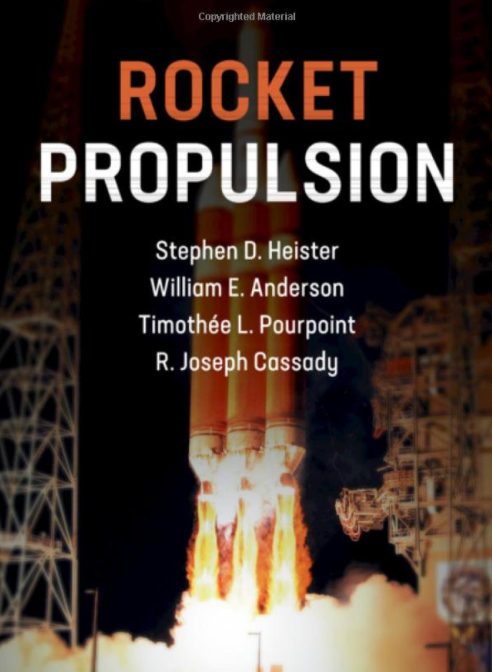 Copyrighted Material
ROCKET
PROPULSION
Stephen D. Heister
William E. Anderson
Timothée L. Pourpoint
R. Joseph Cassady